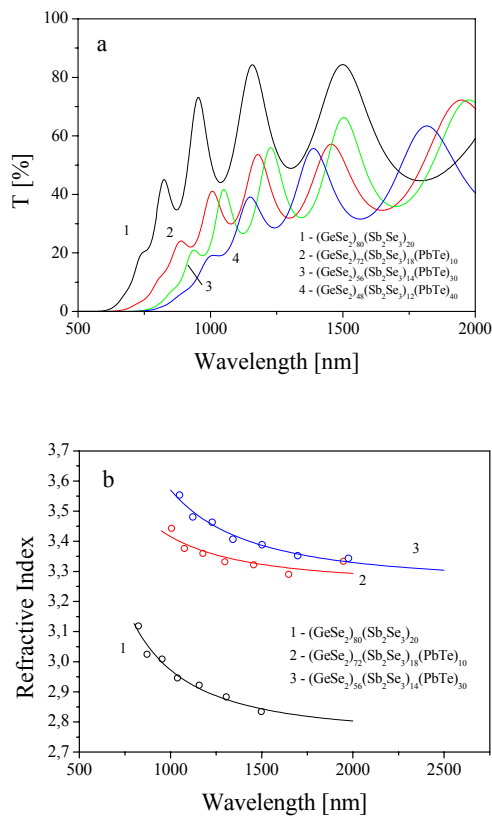 a
100
80
60
40
20
0
T [%]
1
2
3
4
1 - (GeSe₂)₈₀(Sb₂Se₃)₂₀
2 - (GeSe₂)₇₂(Sb₂Se₃)₁₈(PbTe)₁₀
3 - (GeSe₂)₅₆(Sb₂Se₃)₁₄(PbTe)₃₀
4 - (GeSe₂)₄₈(Sb₂Se₃)₁₂(PbTe)₄₀
500 1000 1500 2000
Wavelength [nm]
b
3,7
3,6
3,5
3,4
3,3
3,2
3,1
3,0
2,9
2,8
2,7
Refractive Index
3
2
1
1 - (GeSe₂)₈₀(Sb₂Se₃)₂₀
2 - (GeSe₂)₇₂(Sb₂Se₃)₁₈(PbTe)₁₀
3 - (GeSe₂)₅₆(Sb₂Se₃)₁₄(PbTe)₃₀
500 1000 1500 2000 2500
Wavelength [nm]